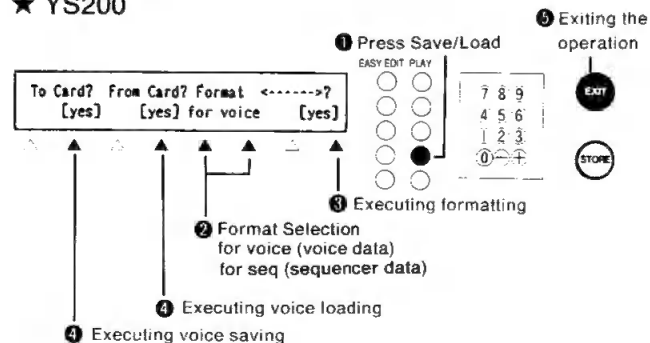 ★ YS200
❺ Exiting the
operation
❶ Press Save/Load
EASY EDIT PLAY
To Card? From Card? Format <------>?
[yes] [yes] for voice [yes]
7 8 9
4 5 6
1 2 3
0 − +
EXIT
STORE
❸ Executing formatting
❷ Format Selection
for voice (voice data)
for seq (sequencer data)
❹ Executing voice loading
❹ Executing voice saving